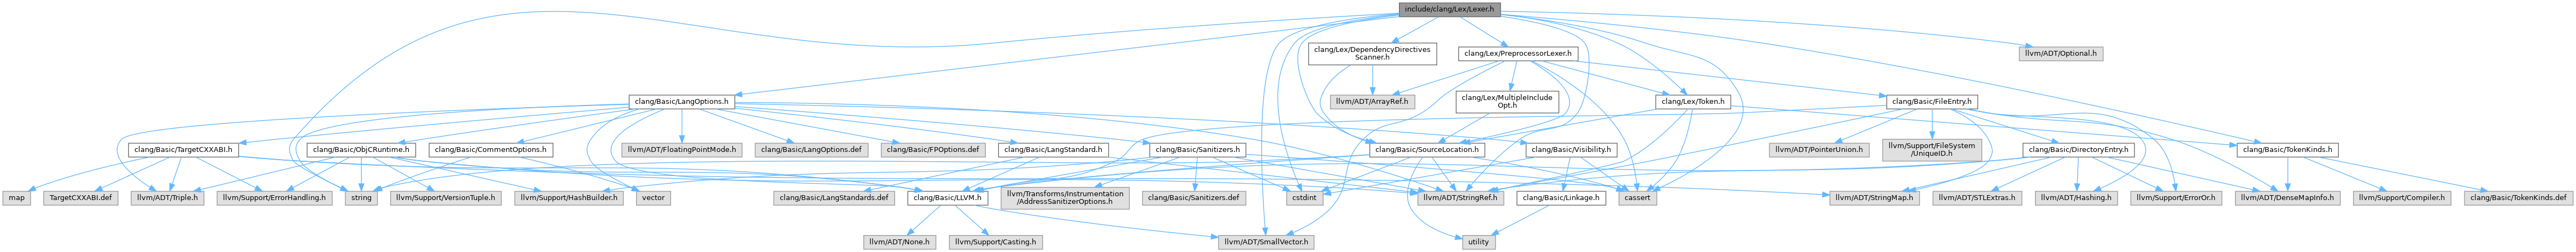 include/clang/Lex/Lexer.h
clang/Lex/DependencyDirectives
Scanner.h
clang/Lex/PreprocessorLexer.h
llvm/ADT/Optional.h
clang/Basic/LangOptions.h
llvm/ADT/ArrayRef.h
clang/Lex/MultipleInclude
Opt.h
clang/Lex/Token.h
clang/Basic/FileEntry.h
clang/Basic/TargetCXXABI.h
clang/Basic/ObjCRuntime.h
clang/Basic/CommentOptions.h
llvm/ADT/FloatingPointMode.h
clang/Basic/LangOptions.def
clang/Basic/FPOptions.def
clang/Basic/LangStandard.h
clang/Basic/Sanitizers.h
clang/Basic/SourceLocation.h
clang/Basic/Visibility.h
llvm/ADT/PointerUnion.h
llvm/Support/FileSystem
/UniqueID.h
clang/Basic/DirectoryEntry.h
clang/Basic/TokenKinds.h
map
TargetCXXABI.def
llvm/ADT/Triple.h
llvm/Support/ErrorHandling.h
string
llvm/Support/VersionTuple.h
llvm/Support/HashBuilder.h
vector
clang/Basic/LangStandards.def
clang/Basic/LLVM.h
llvm/Transforms/Instrumentation
/AddressSanitizerOptions.h
clang/Basic/Sanitizers.def
cstdint
llvm/ADT/StringRef.h
clang/Basic/Linkage.h
cassert
llvm/ADT/StringMap.h
llvm/ADT/STLExtras.h
llvm/ADT/Hashing.h
llvm/Support/ErrorOr.h
llvm/ADT/DenseMapInfo.h
llvm/Support/Compiler.h
clang/Basic/TokenKinds.def
llvm/ADT/None.h
llvm/Support/Casting.h
llvm/ADT/SmallVector.h
utility